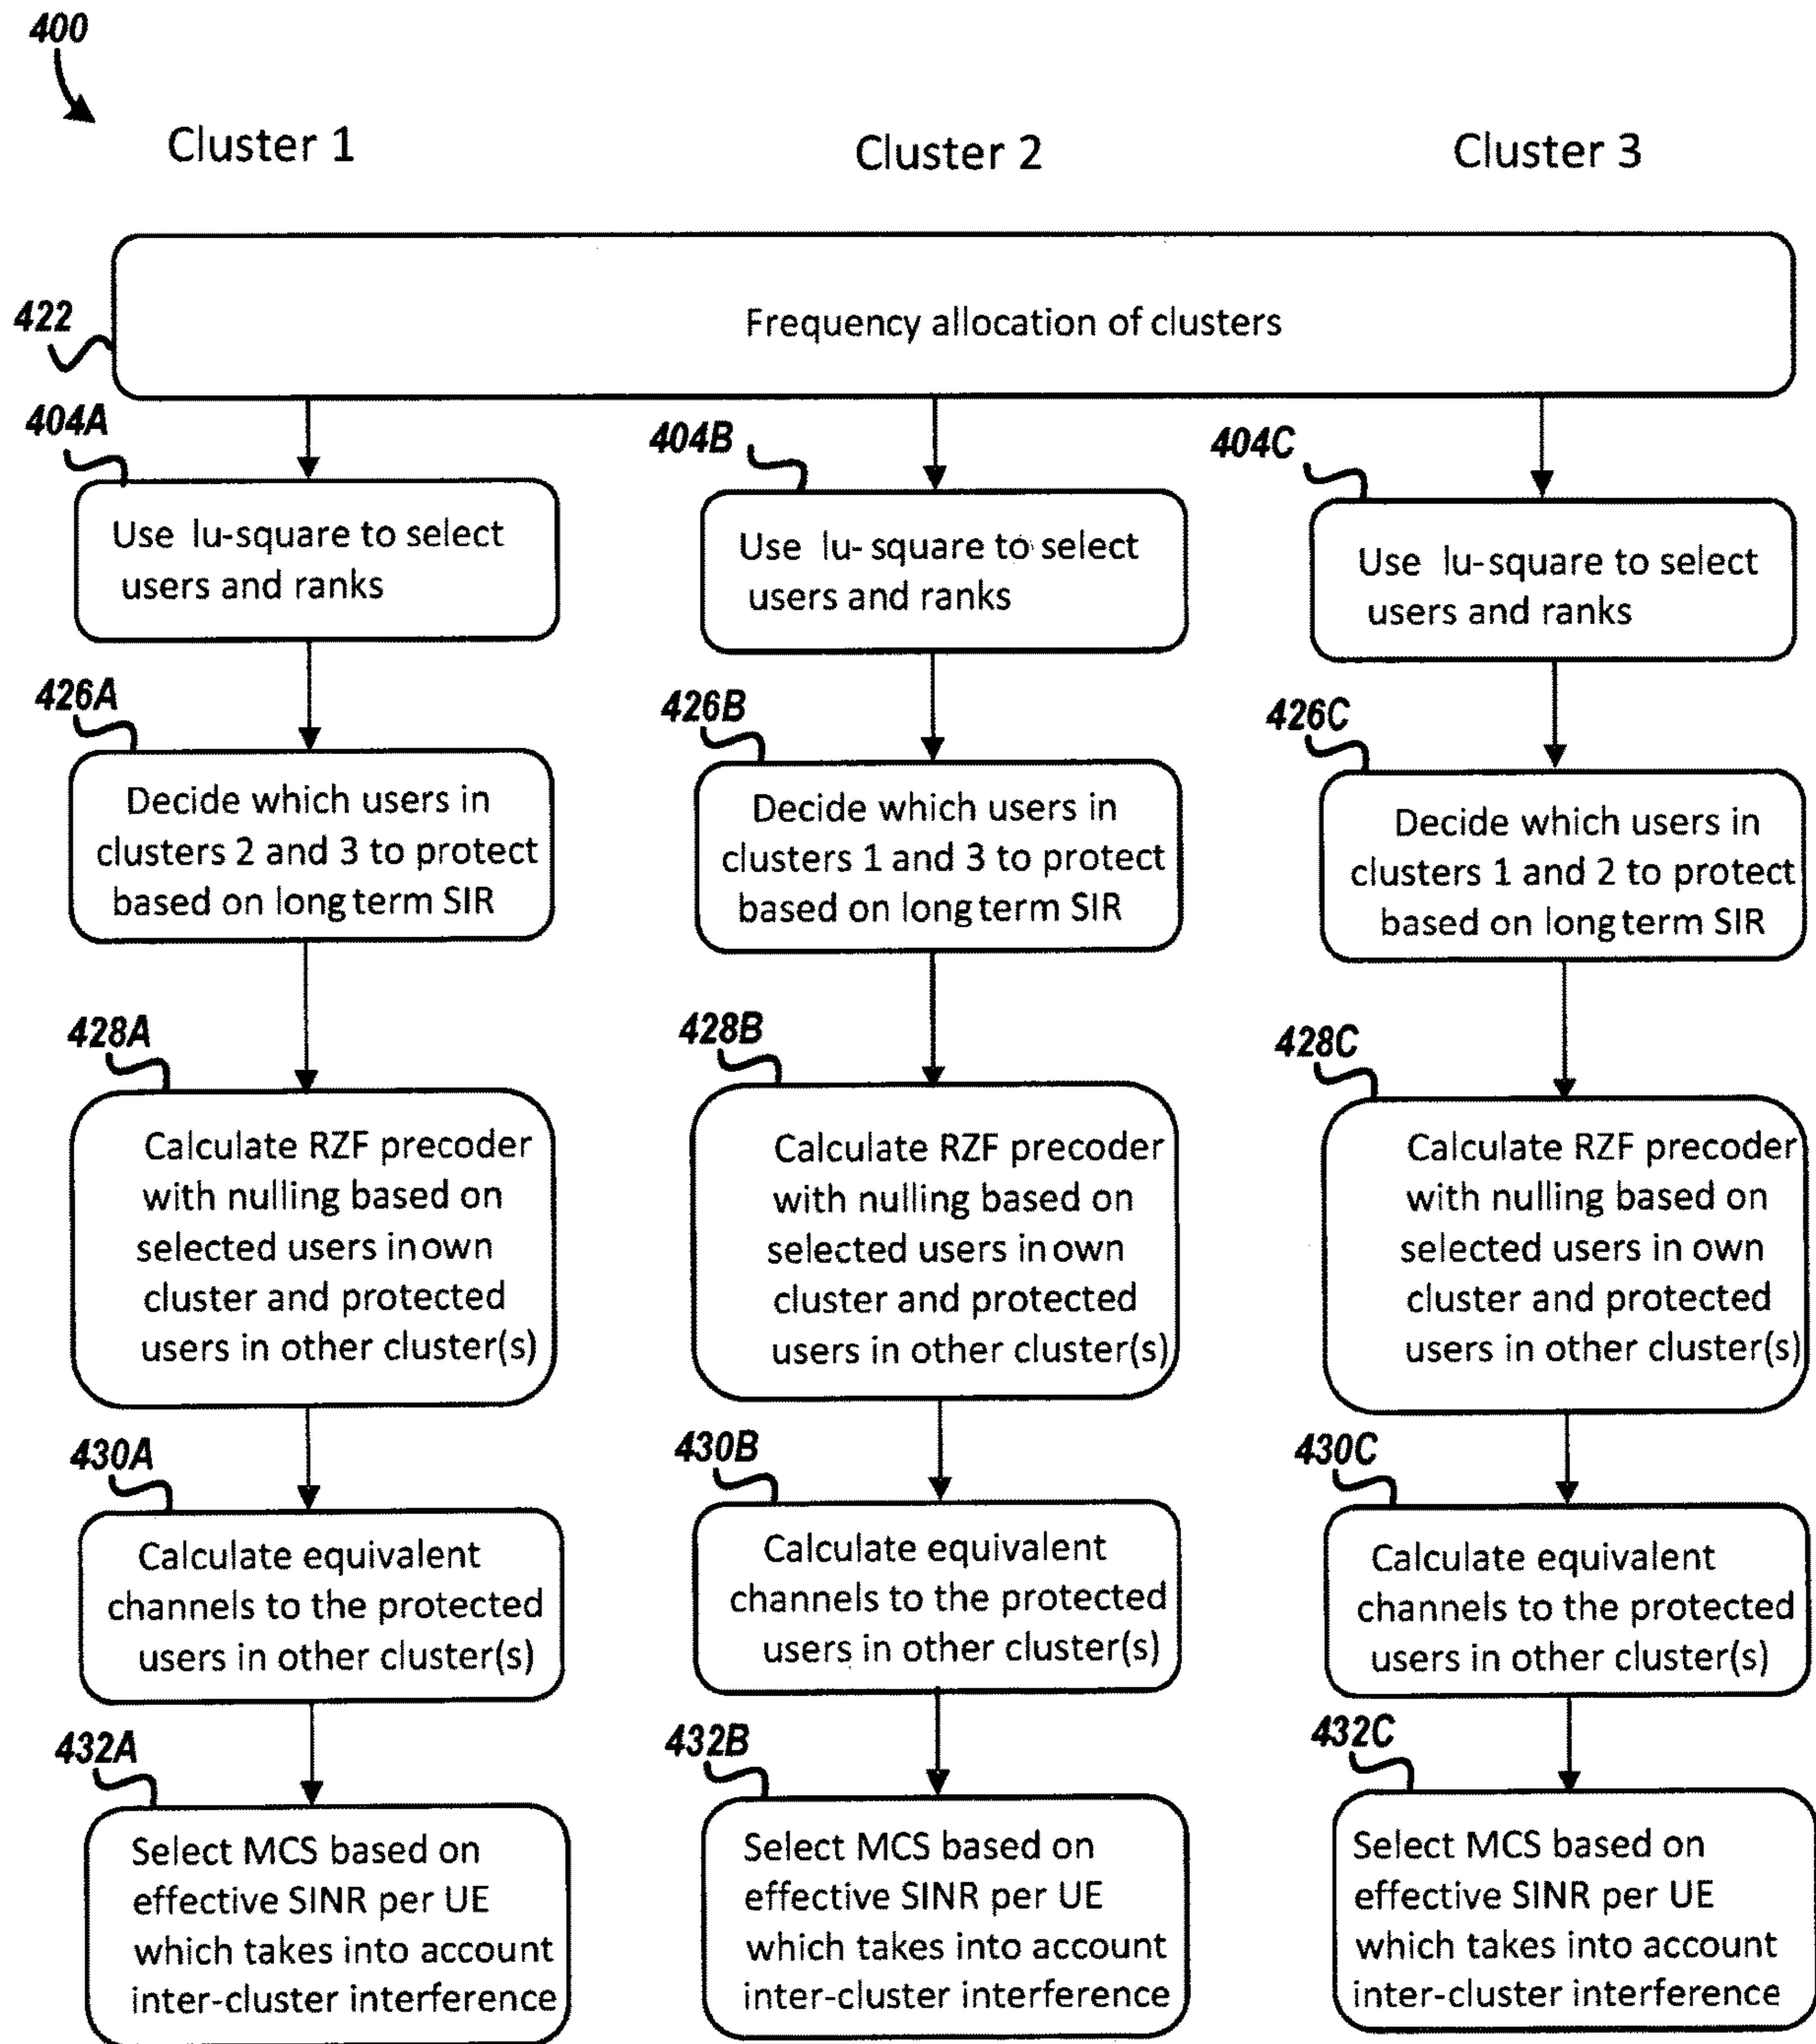 400
Cluster 1
Cluster 2
Cluster 3
422
Frequency allocation of clusters
404A
Use lu-square to select
users and ranks
404B
Use lu- square to select
users and ranks
404C
Use lu-square to select
users and ranks
426A
Decide which users in
clusters 2 and 3 to protect
based on long term SIR
426B
Decide which users in
clusters 1 and 3 to protect
based on long term SIR
426C
Decide which users in
clusters 1 and 2 to protect
based on long term SIR
428A
Calculate RZF precoder
with nulling based on
selected users in own
cluster and protected
users in other cluster(s)
428B
Calculate RZF precoder
with nulling based on
selected users in own
cluster and protected
users in other cluster(s)
428C
Calculate RZF precoder
with nulling based on
selected users in own
cluster and protected
users in other cluster(s)
430A
Calculate equivalent
channels to the protected
users in other cluster(s)
430B
Calculate equivalent
channels to the protected
users in other cluster(s)
430C
Calculate equivalent
channels to the protected
users in other cluster(s)
432A
Select MCS based on
effective SINR per UE
which takes into account
inter-cluster interference
432B
Select MCS based on
effective SINR per UE
which takes into account
inter-cluster interference
432C
Select MCS based on
effective SINR per UE
which takes into account
inter-cluster interference